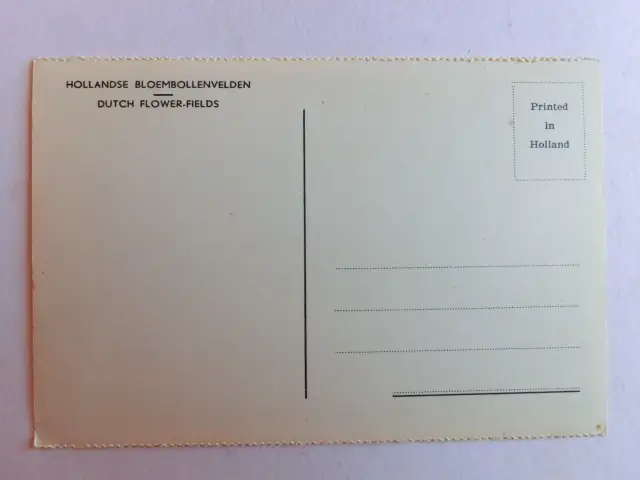 HOLLANDSE BLOEMBOLLENVELDEN
DUTCH FLOWER-FIELDS
Printed
in
Holland